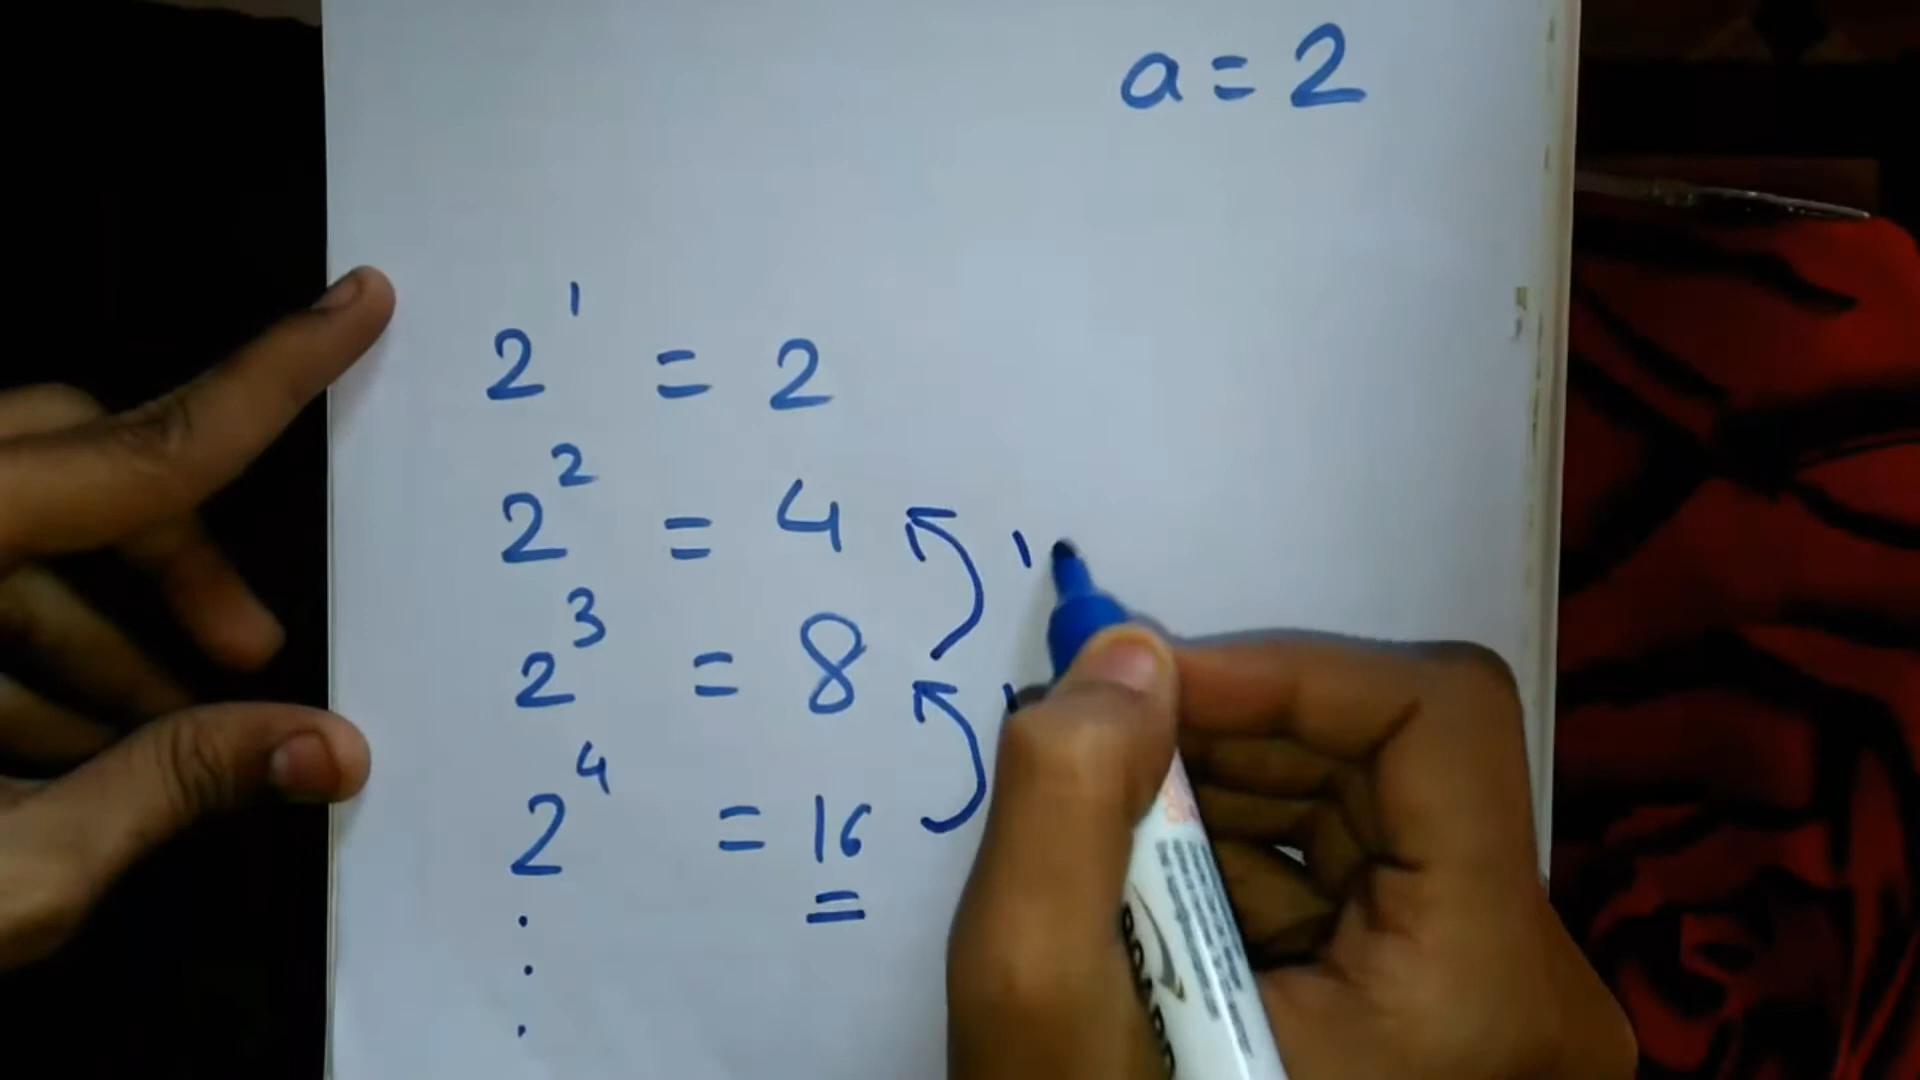 a = 2
2¹ = 2
2² = 4
2³ = 8
2⁴ = 16